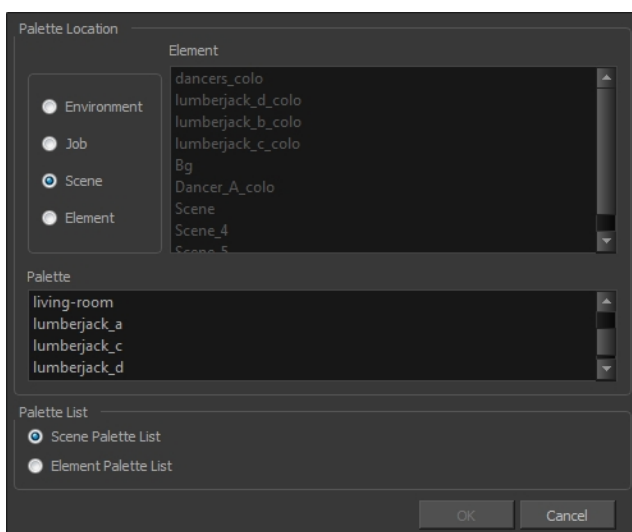 Palette Location
Element
Environment
Job
Scene
Element
dancers_colo
lumberjack_d_colo
lumberjack_b_colo
lumberjack_c_colo
Bg
Dancer_A_colo
Scene
Scene_4
Scene_5
Palette
living-room
lumberjack_a
lumberjack_c
lumberjack_d
Palette List
Scene Palette List
Element Palette List
OK Cancel